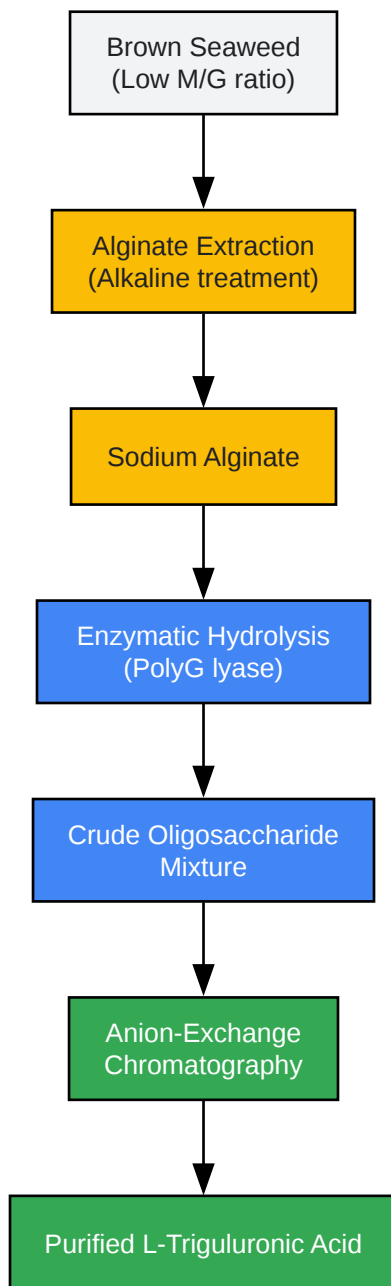 Brown Seaweed
(Low M/G ratio)
Alginate Extraction
(Alkaline treatment)
Sodium Alginate
Enzymatic Hydrolysis
(PolyG lyase)
Crude Oligosaccharide
Mixture
Anion-Exchange
Chromatography
Purified L-Triguluronic Acid